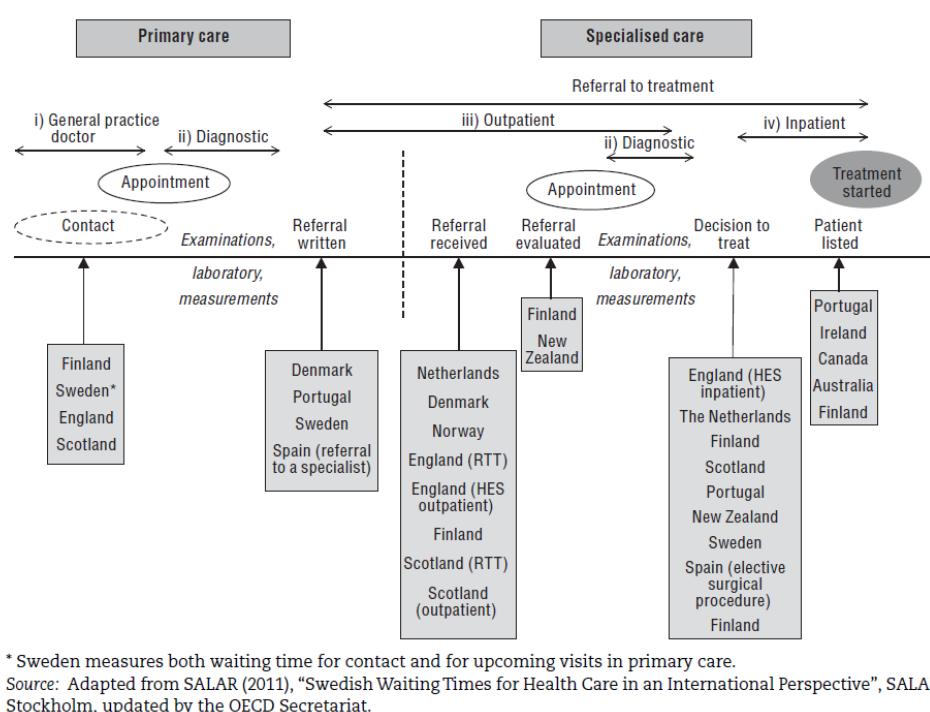 Primary care
Specialised care
Referral to treatment
i) General practice
doctor
ii) Diagnostic
iii) Outpatient
ii) Diagnostic
iv) Inpatient
Appointment
Appointment
Treatment
started
Contact
Examinations,
laboratory,
measurements
Referral
written
Referral
received
Referral
evaluated
Examinations,
laboratory,
measurements
Decision to
treat
Patient
listed
Finland
Sweden*
England
Scotland
Denmark
Portugal
Sweden
Spain (referral
to a specialist)
Netherlands
Denmark
Norway
England (RTT)
England (HES
outpatient)
Finland
Scotland (RTT)
Scotland
(outpatient)
Finland
New
Zealand
England (HES
inpatient)
The Netherlands
Finland
Scotland
Portugal
New Zealand
Sweden
Spain (elective
surgical
procedure)
Finland
Portugal
Ireland
Canada
Australia
Finland
* Sweden measures both waiting time for contact and for upcoming visits in primary care.
Source: Adapted from SALAR (2011), “Swedish Waiting Times for Health Care in an International Perspective”, SALA
Stockholm, updated by the OECD Secretariat.